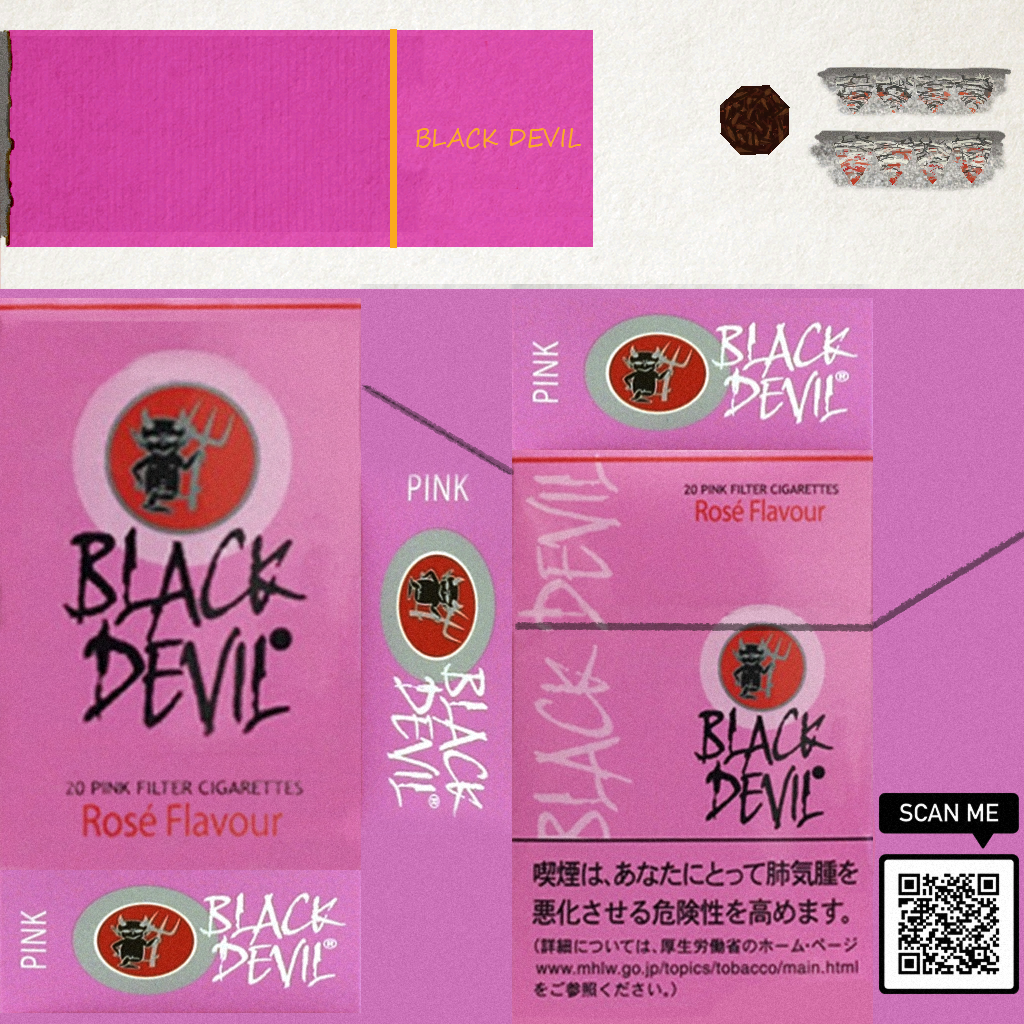 BLACK DEVIL
BLACK
DEVIL
20 PINK FILTER CIGARETTES
Rosé Flavour
PINK
BLACK
DEVIL®
PINK
BLACK
DEVIL®
PINK
BLACK
DEVIL®
20 PINK FILTER CIGARETTES
Rosé Flavour
BLACK DEVIL
BLACK
DEVIL
喫煙は、あなたにとって肺気腫を
悪化させる危険性を高めます。
(詳細については、厚生労働省のホーム・ページ
www.mhlw.go.jp/topics/tobacco/main.html
をご参照ください。)
SCAN ME